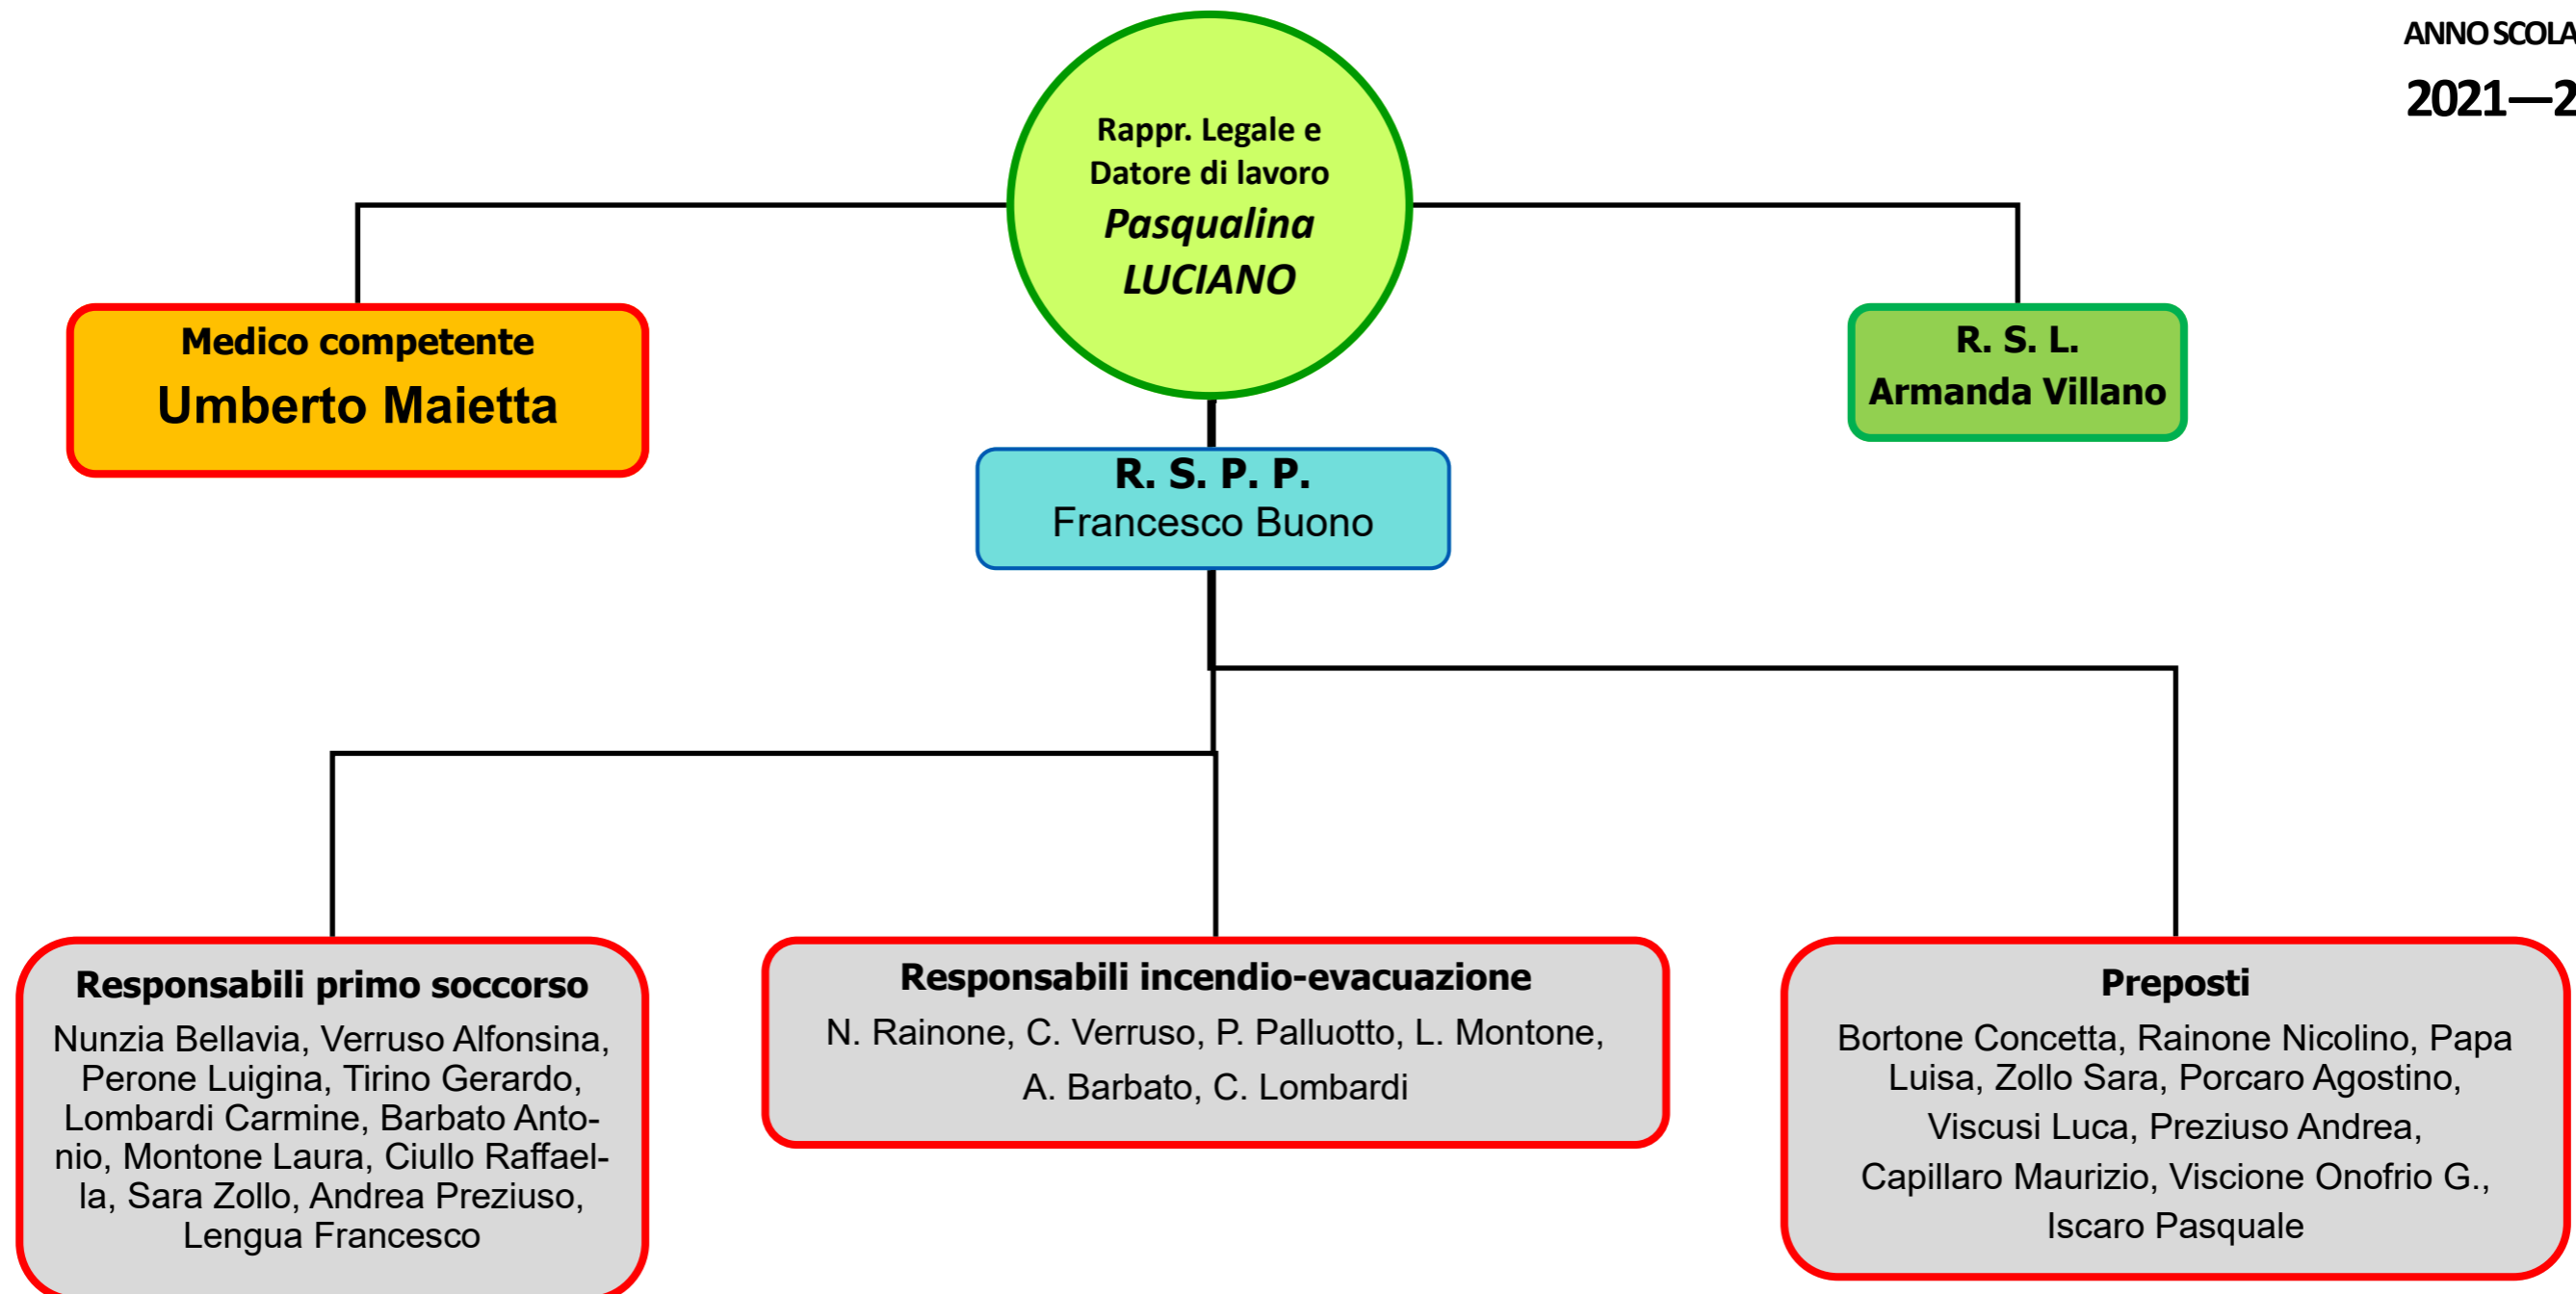 ANNO SCOLA
2021—2
Rappr. Legale e
Datore di lavoro
Pasqualina
LUCIANO
Medico competente
Umberto Maietta
R. S. L.
Armanda Villano
R. S. P. P.
Francesco Buono
Responsabili primo soccorso
Nunzia Bellavia, Verruso Alfonsina,
Perone Luigina, Tirino Gerardo,
Lombardi Carmine, Barbato Anto-
nio, Montone Laura, Ciullo Raffael-
la, Sara Zollo, Andrea Preziuso,
Lengua Francesco
Responsabili incendio-evacuazione
N. Rainone, C. Verruso, P. Palluotto, L. Montone,
A. Barbato, C. Lombardi
Preposti
Bortone Concetta, Rainone Nicolino, Papa
Luisa, Zollo Sara, Porcaro Agostino,
Viscusi Luca, Preziuso Andrea,
Capillaro Maurizio, Viscione Onofrio G.,
Iscaro Pasquale